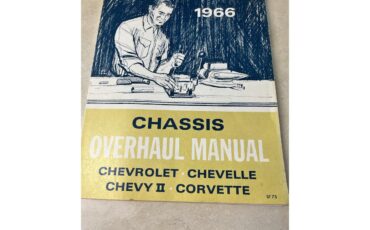 1966
CHASSIS
OVERHAUL MANUAL
CHEVROLET · CHEVELLE
CHEVY II · CORVETTE